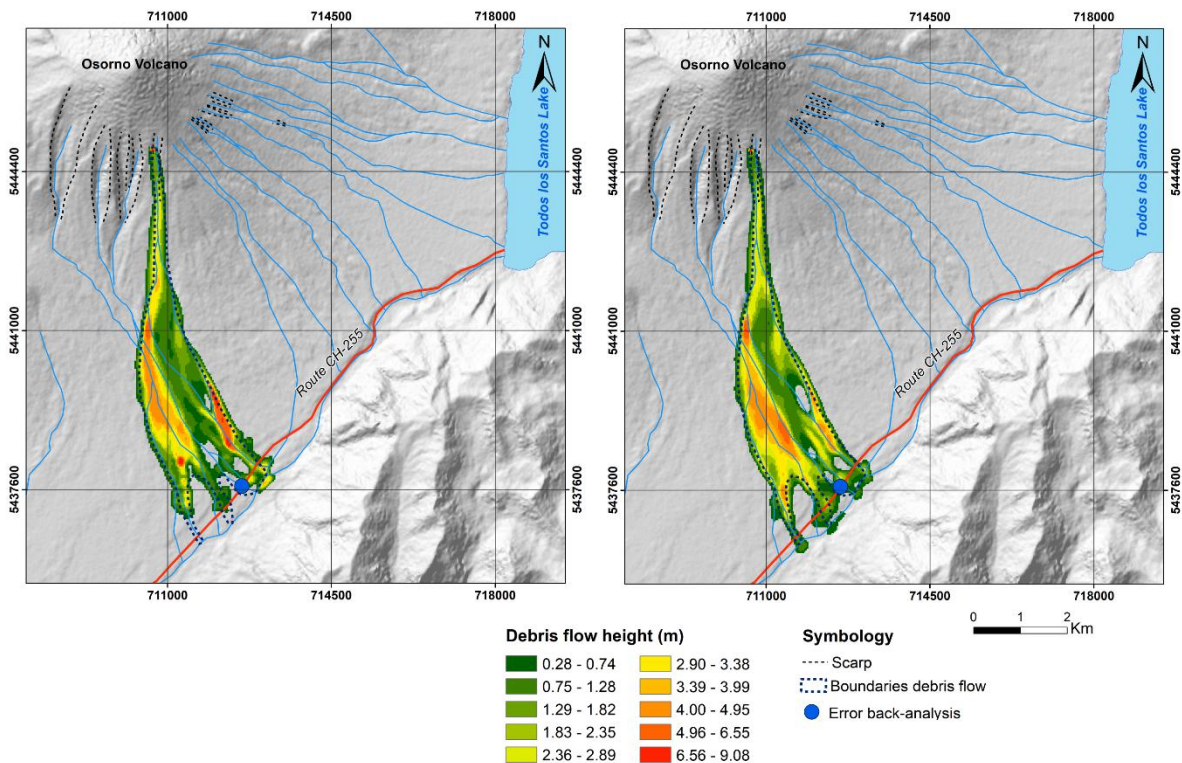 711000 714500 718000
711000 714500 718000
N
N
Osorno Volcano
Osorno Volcano
Todos los Santos Lake
Todos los Santos Lake
5444400
5444400
5444400
5444400
5441000
5441000
5441000
5441000
Route CH-255
Route CH-255
5437600
5437600
5437600
5437600
711000 714500 718000
711000 714500 718000
0 1 2
Km
Debris flow height (m)
0.28 - 0.74
0.75 - 1.28
1.29 - 1.82
1.83 - 2.35
2.36 - 2.89
2.90 - 3.38
3.39 - 3.99
4.00 - 4.95
4.96 - 6.55
6.56 - 9.08
Symbology
Scarp
Boundaries debris flow
Error back-analysis